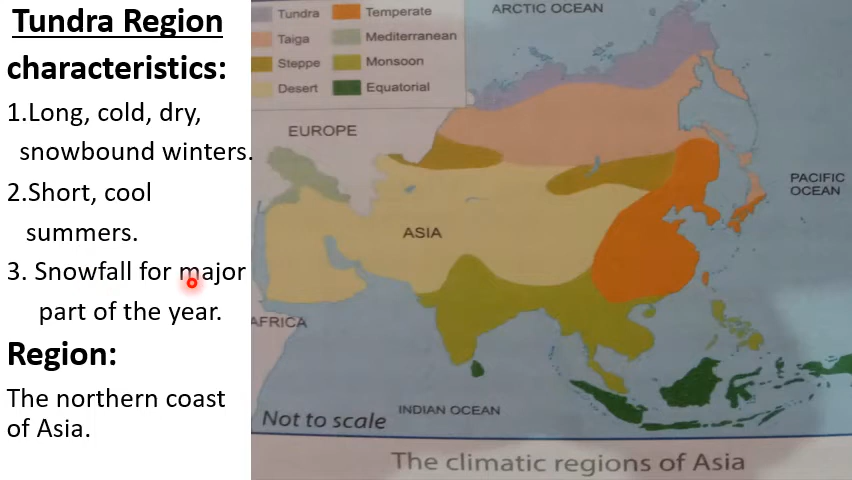 Tundra Region
characteristics:
1.Long, cold, dry,
snowbound winters.
2.Short, cool
summers.
3. Snowfall for major
part of the year.
Region:
The northern coast
of Asia.
Tundra
Temperate
Taiga
Mediterranean
Steppe
Monsoon
Desert
Equatorial
ARCTIC OCEAN
EUROPE
PACIFIC
OCEAN
ASIA
AFRICA
INDIAN OCEAN
Not to scale
The climatic regions of Asia